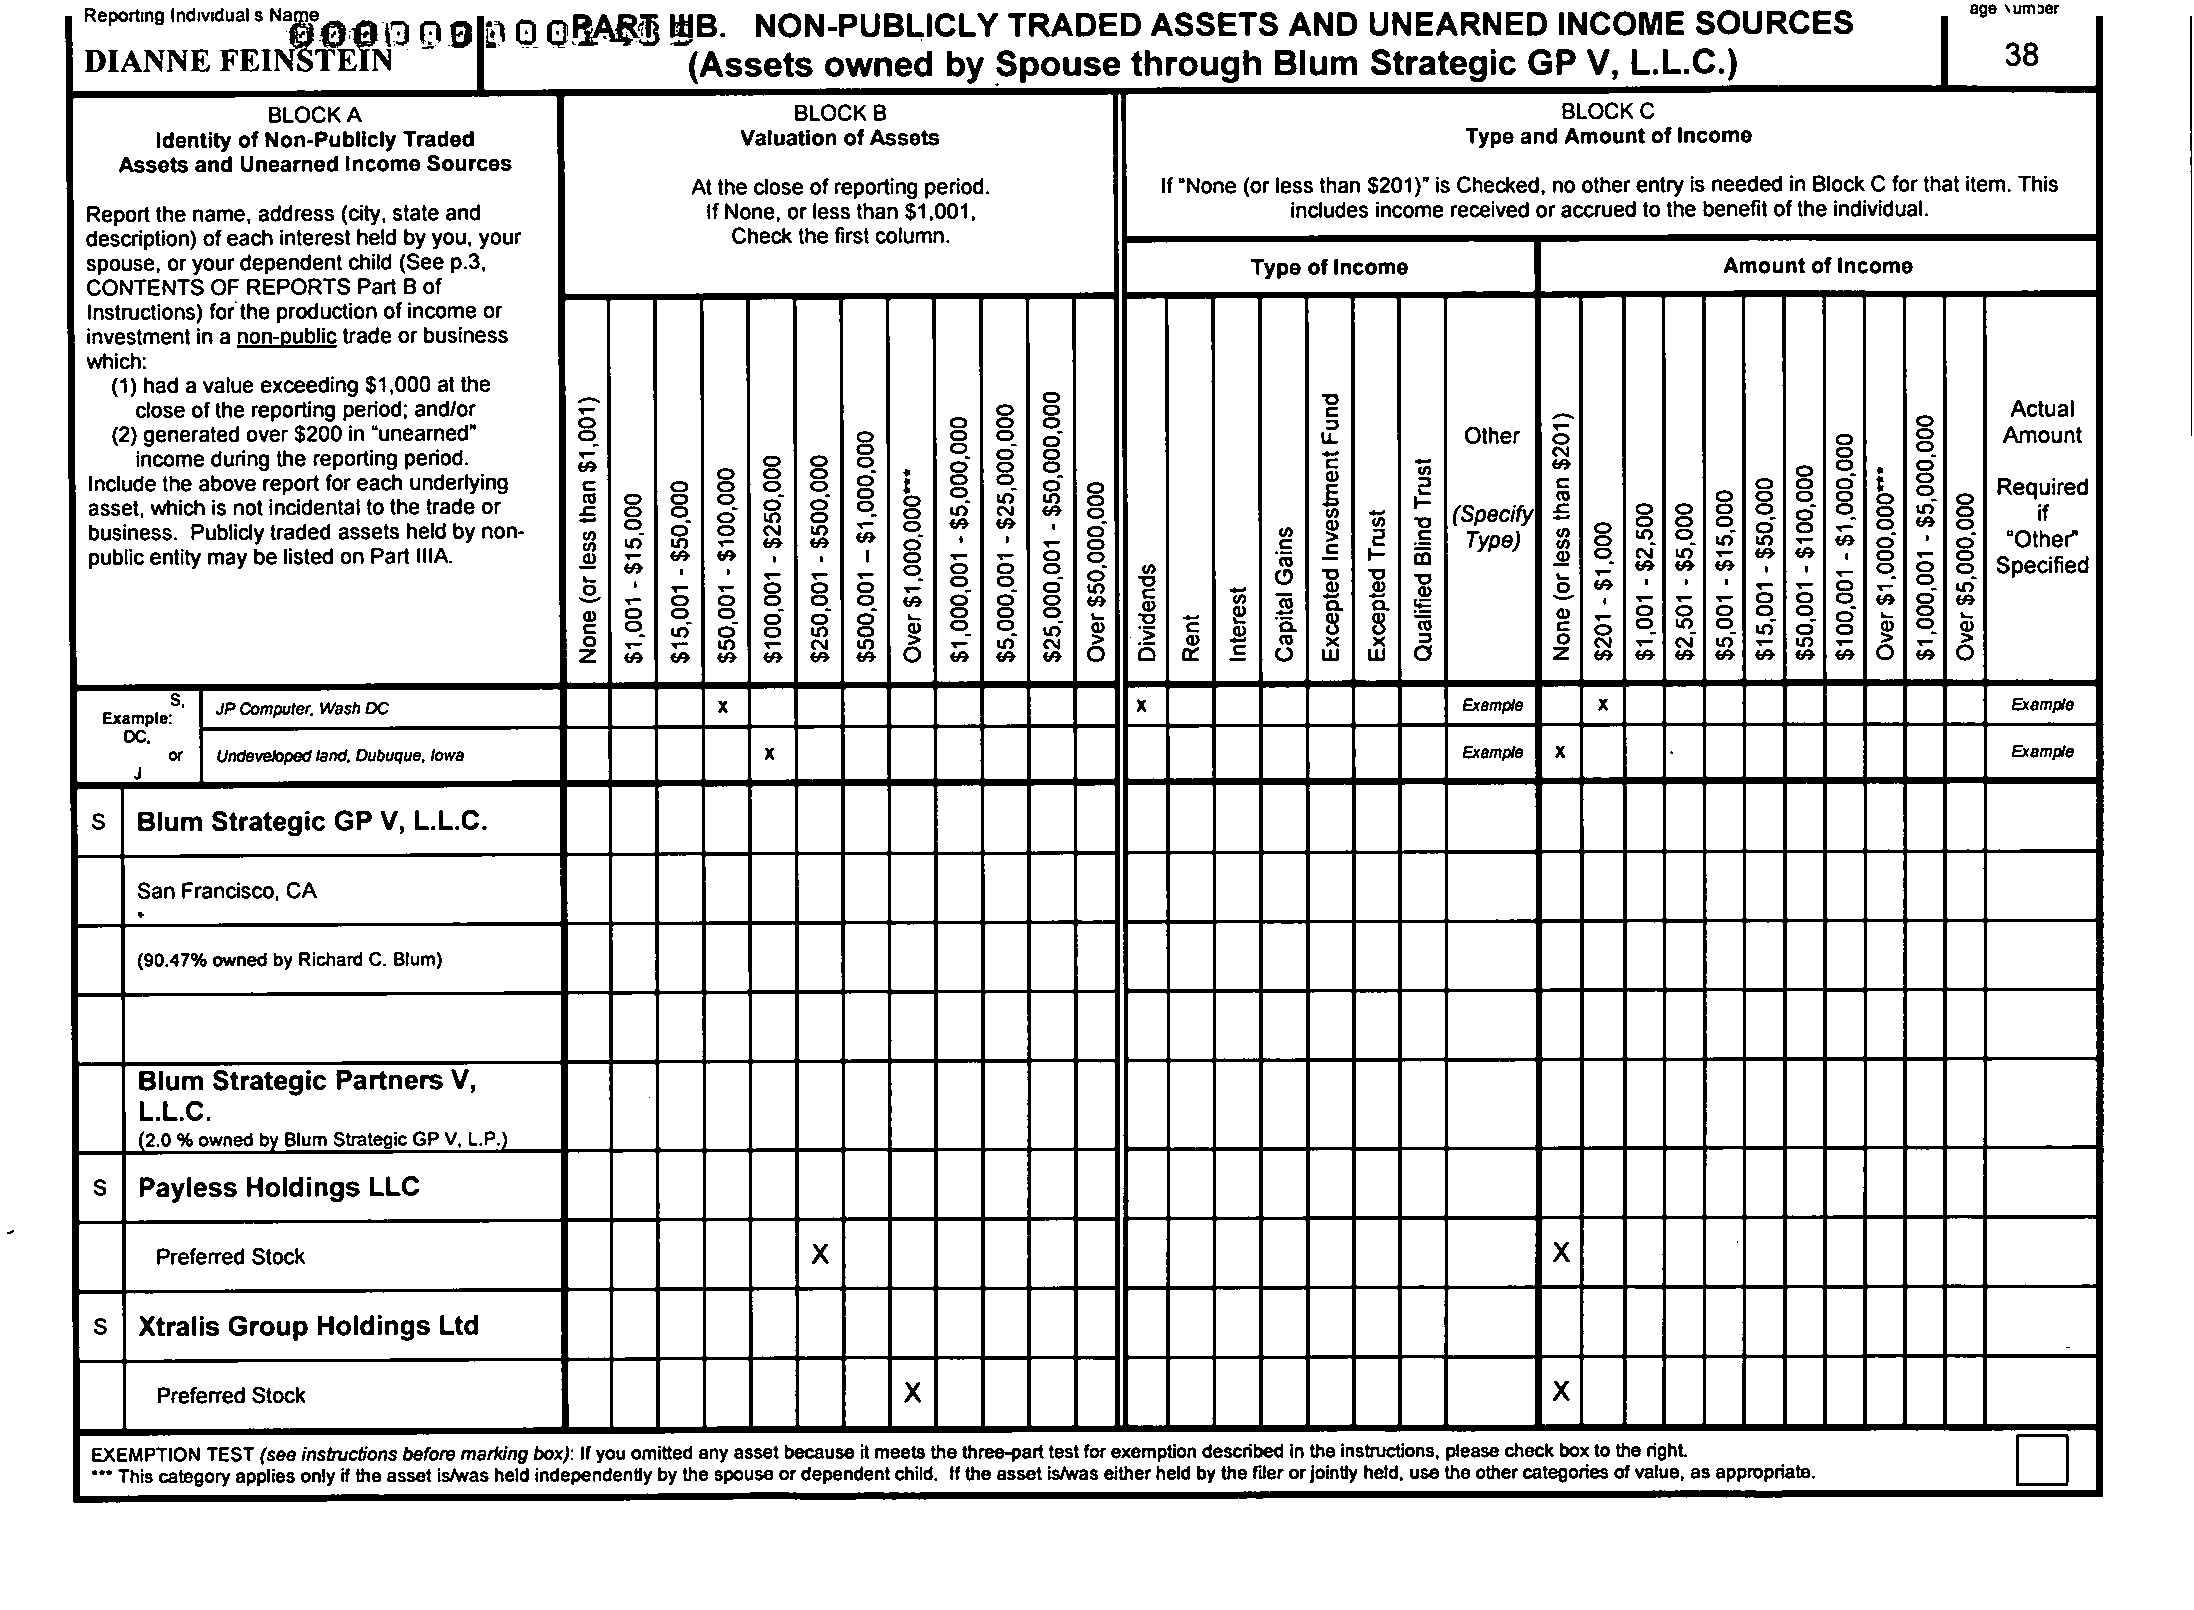 Reporting Individual s Name
DIANNE FEINSTEIN
B. NON-PUBLICLY TRADED ASSETS AND UNEARNED INCOME SOURCES
(Assets owned by Spouse through Blum Strategic GP V, L.L.C.)
38
BLOCK A
Identity of Non-Publicly Traded
Assets and Unearned Income Sources
Report the name, address (city, state and
description) of each interest held by you, your
spouse, or your dependent child (See p.3,
CONTENTS OF REPORTS Part B of
Instructions) for the production of income or
investment in a non-public trade or business
which:
(1) had a value exceeding $1,000 at the
close of the reporting period; and/or
(2) generated over $200 in "unearned"
income during the reporting period.
Include the above report for each underlying
asset, which is not incidental to the trade or
business. Publicly traded assets held by non-
public entity may be listed on Part IIIA.
BLOCK B
Valuation of Assets
At the close of reporting period.
If None, or less than $1,001,
Check the first column.
None (or less than $1,001)
$1,001 - $15,000
$15,001 - $50,000
$50,001 - $100,000
$100,001 - $250,000
$250,001 - $500,000
$500,001 – $1,000,000
Over $1,000,000***
$1,000,001 - $5,000,000
$5,000,001 - $25,000,000
$25,000,001 - $50,000,000
Over $50,000,000
BLOCK C
Type and Amount of Income
If "None (or less than $201)" is Checked, no other entry is needed in Block C for that item. This
includes income received or accrued to the benefit of the individual.
Type of Income
Amount of Income
Dividends
Rent
Interest
Capital Gains
Excepted Investment Fund
Excepted Trust
Qualified Blind Trust
Other
(Specify
Type)
None (or less than $201)
$201 - $1,000
$1,001 - $2,500
$2,501 - $5,000
$5,001 - $15,000
$15,001 - $50,000
$50,001 - $100,000
$100,001 - $1,000,000
Over $1,000,000***
$1,000,001 - $5,000,000
Over $5,000,000
Actual
Amount
Required
if
"Other"
Specified
S,
Example:
DC,
or
J
JP Computer, Wash DC X X Example X Example
Undeveloped land, Dubuque, Iowa X Example X Example
S Blum Strategic GP V, L.L.C.
San Francisco, CA
(90.47% owned by Richard C. Blum)
Blum Strategic Partners V,
L.L.C.
(2.0 % owned by Blum Strategic GP V, L.P.)
S Payless Holdings LLC
Preferred Stock X X
S Xtralis Group Holdings Ltd
Preferred Stock X X
EXEMPTION TEST (see instructions before marking box): If you omitted any asset because it meets the three-part test for exemption described in the instructions, please check box to the right.
*** This category applies only if the asset is/was held independently by the spouse or dependent child. If the asset is/was either held by the filer or jointly held, use the other categories of value, as appropriate.